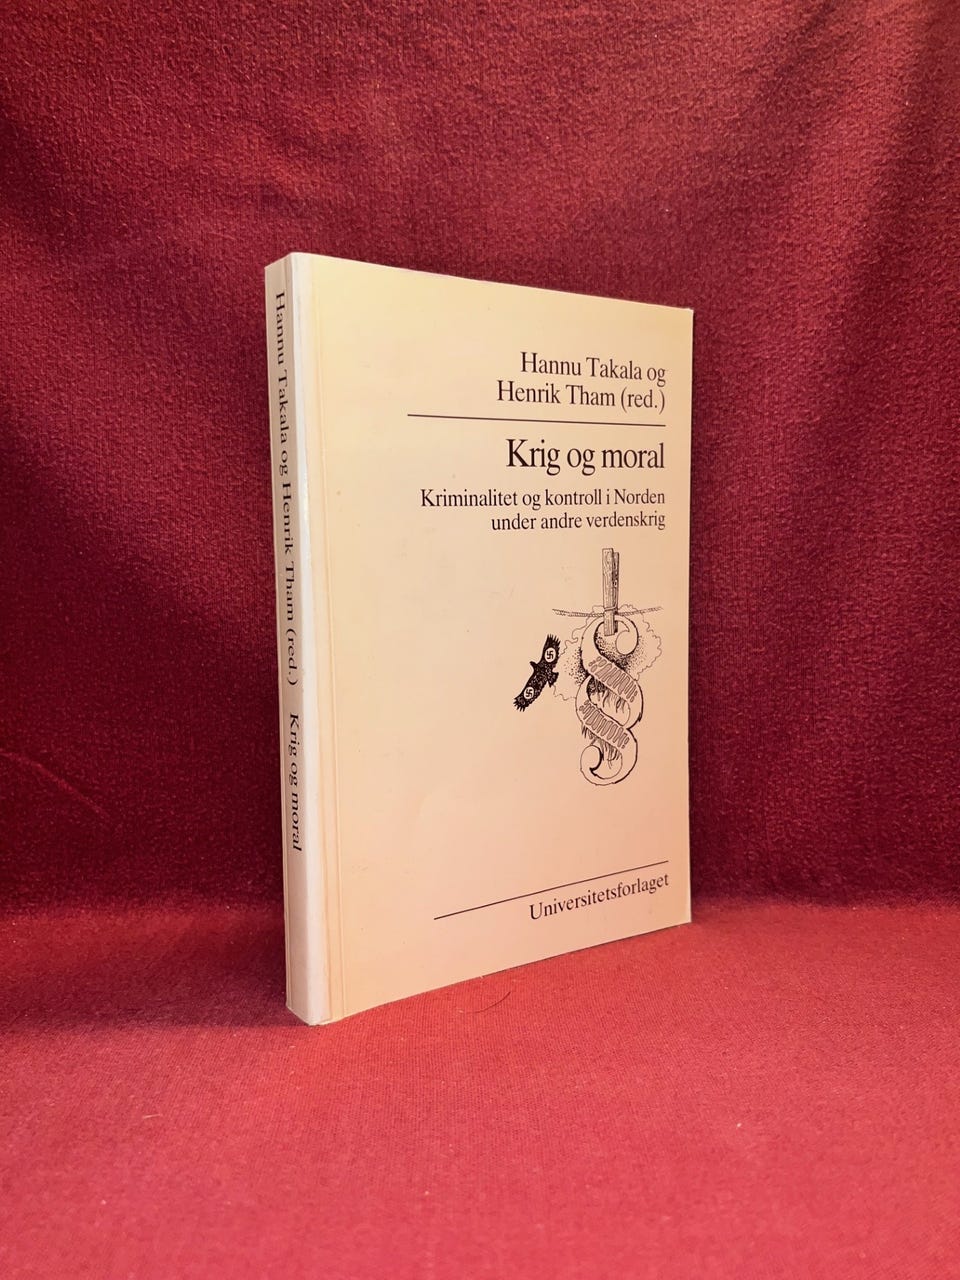 Hannu Takala og Henrik Tham (red.) Krig og moral
Hannu Takala og
Henrik Tham (red.)
Krig og moral
Kriminalitet og kontroll i Norden
under andre verdenskrig
Universitetsforlaget